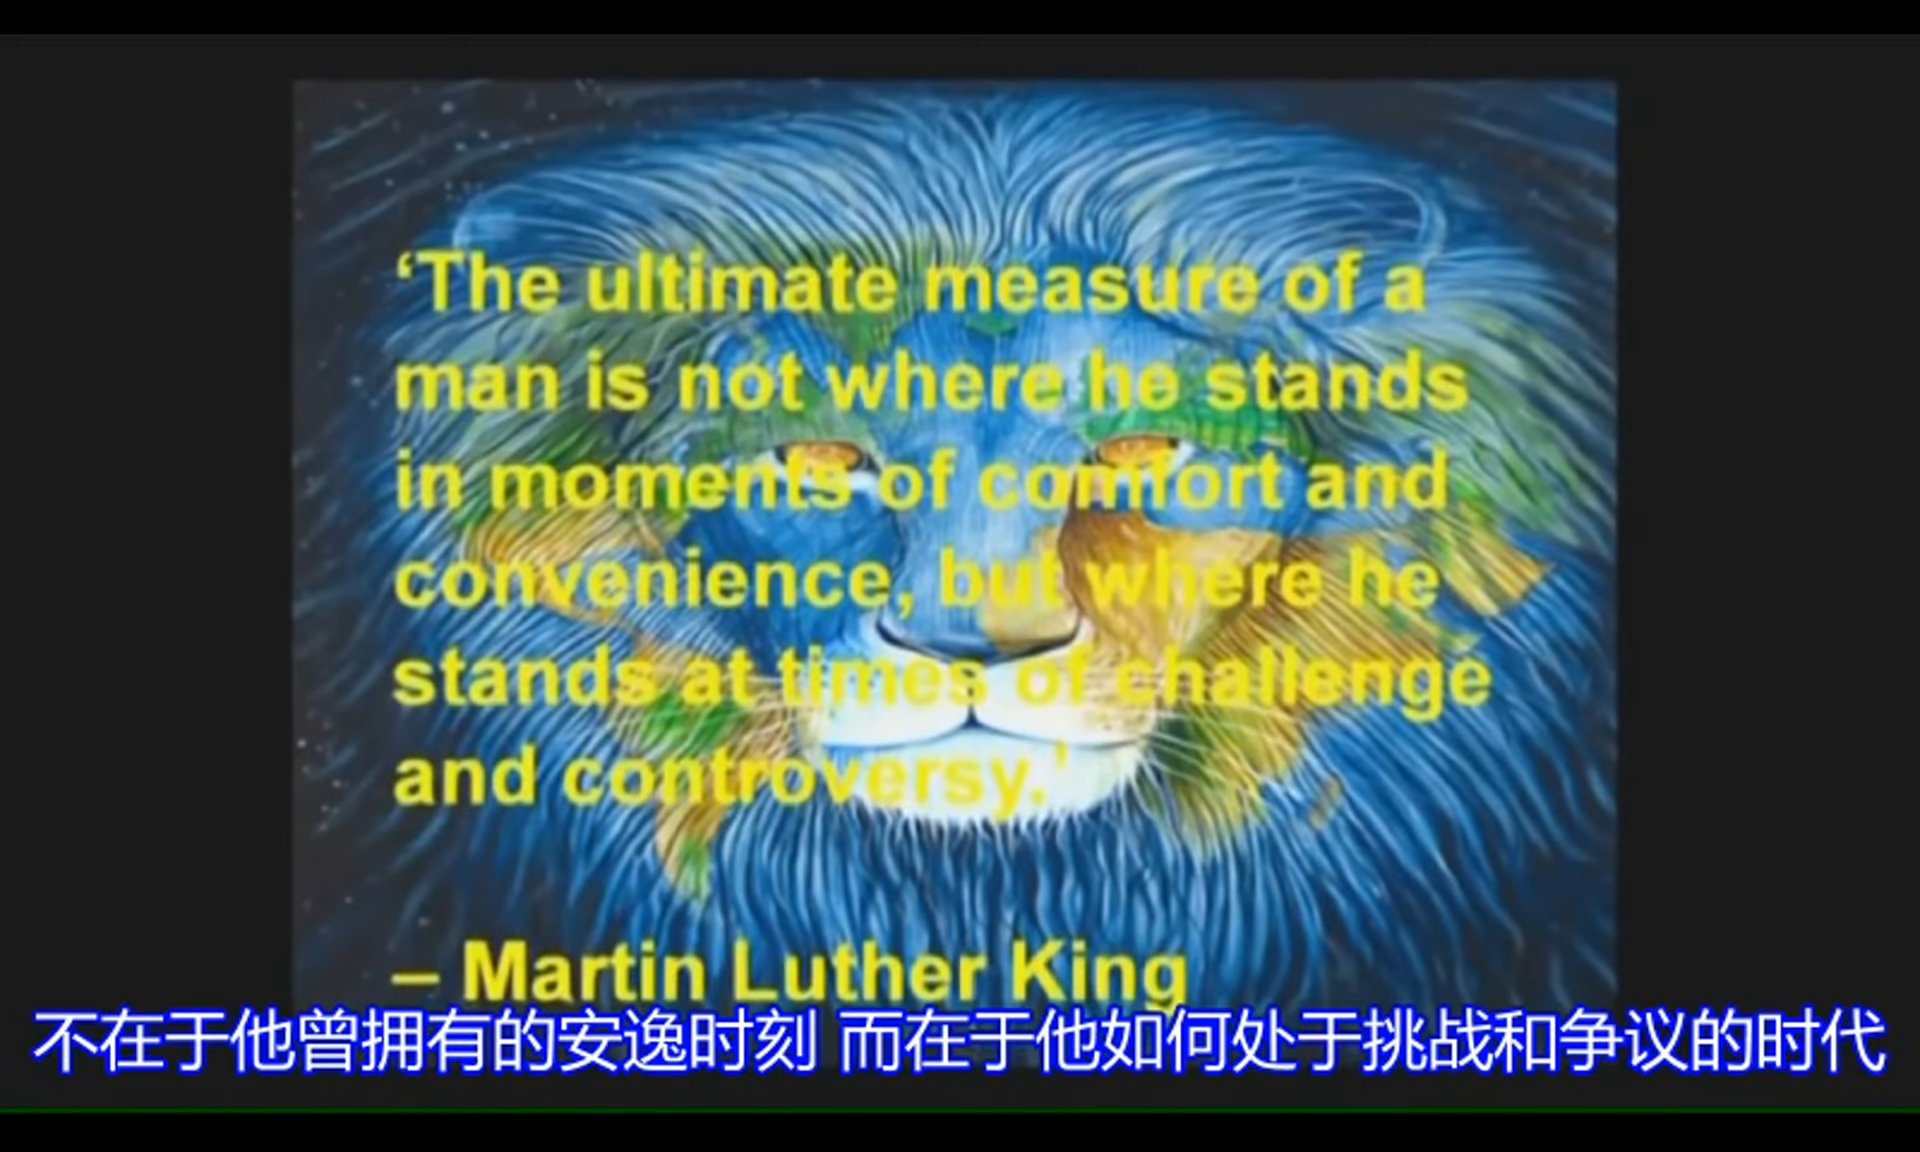 ‘The ultimate measure of a
man is not where he stands
in moments of comfort and
convenience, but where he
stands at times of challenge
and controversy.’
– Martin Luther King
不在于他曾拥有的安逸时刻 而在于他如何处于挑战和争议的时代